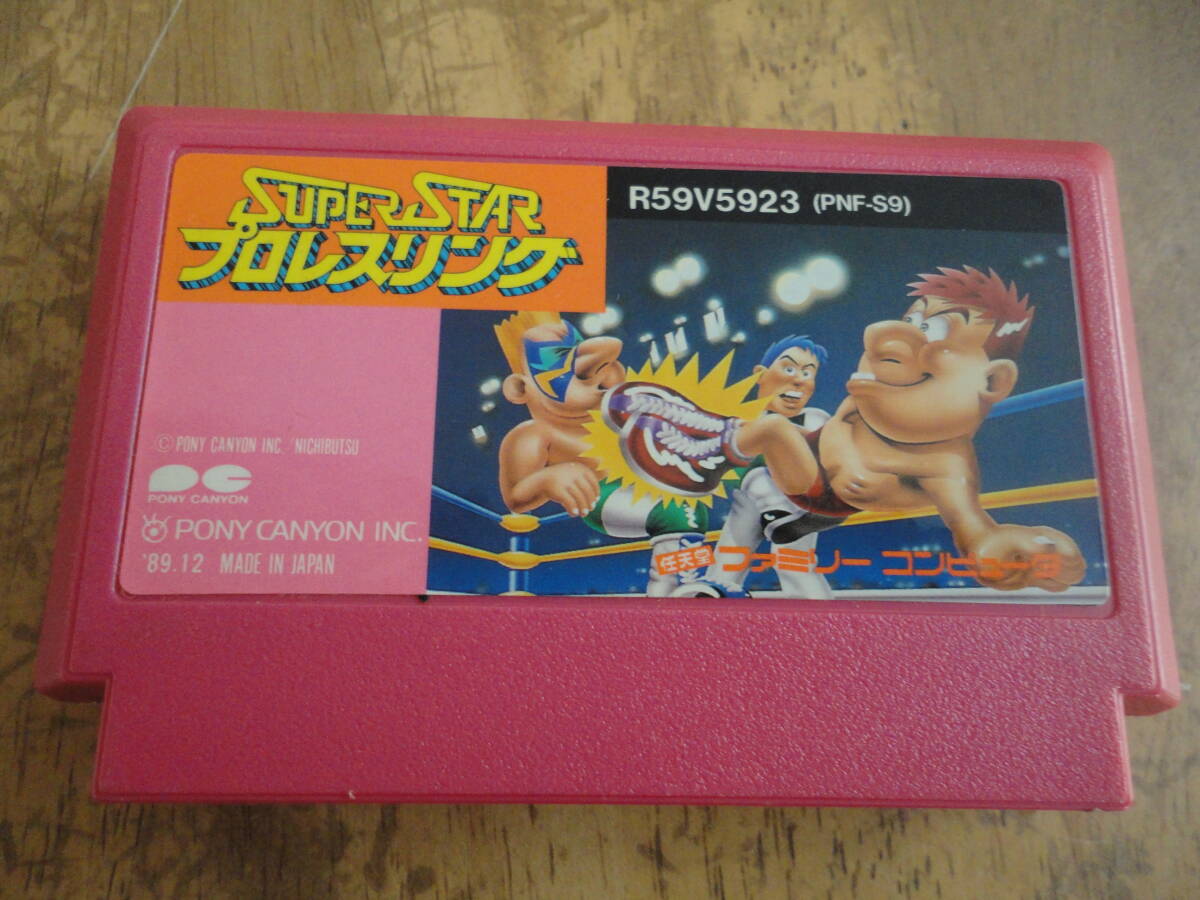 SUPER STAR
プロレスリング
R59V5923 (PNF-S9)
© PONY CANYON INC. / NICHIBUTSU
PC
PONY CANYON
PONY CANYON INC.
'89.12 MADE IN JAPAN
任天堂 ファミリー コンピュータ